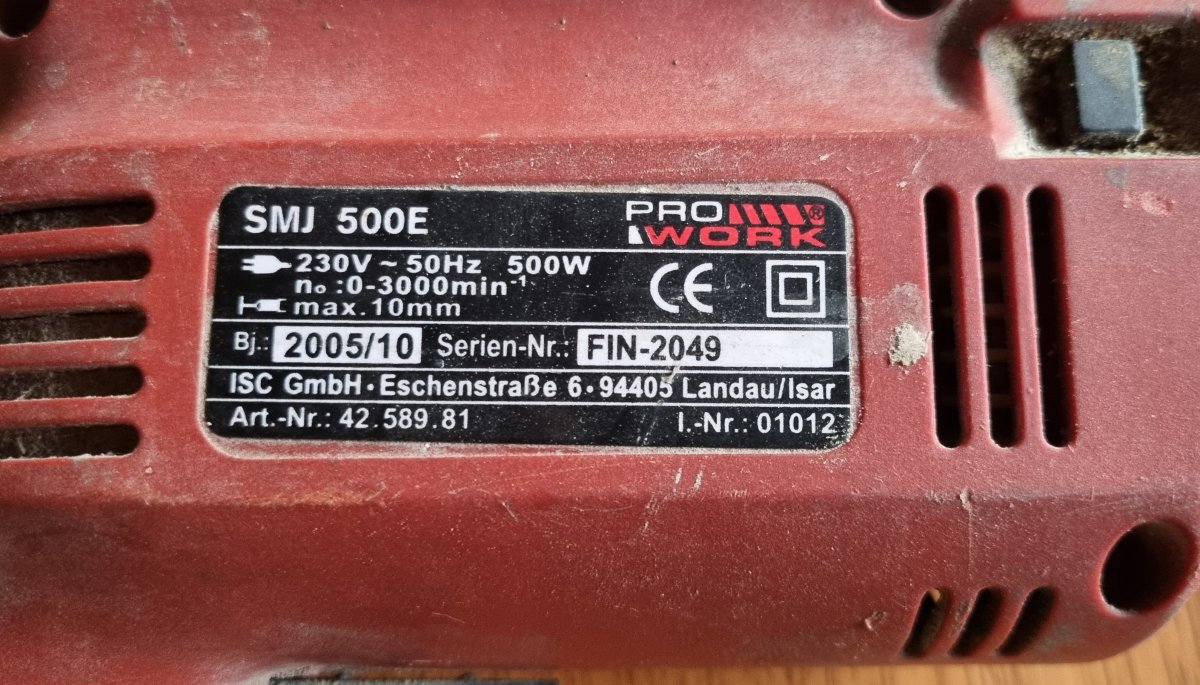 SMJ 500E PRO WORK ®
230V ~ 50Hz 500W
n₀ :0-3000min⁻¹ CE
max.10mm
Bj.: 2005/10 Serien-Nr.: FIN-2049
ISC GmbH · Eschenstraße 6 · 94405 Landau/Isar
Art.-Nr.: 42.589.81 I.-Nr.: 01012